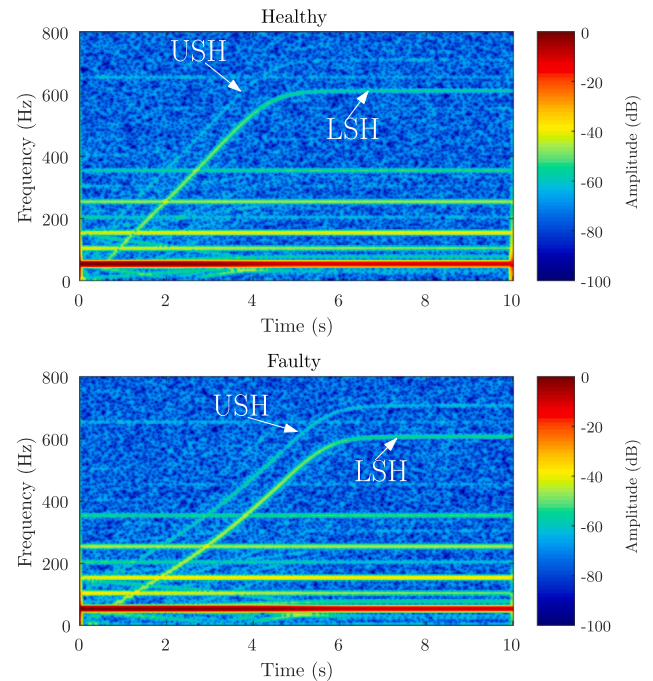 Healthy
800
600
400
200
0
Frequency (Hz)
USH
LSH
0 2 4 6 8 10
Time (s)
0
-20
-40
-60
-80
-100
Amplitude (dB)
Faulty
800
600
400
200
0
Frequency (Hz)
USH
LSH
0 2 4 6 8 10
Time (s)
0
-20
-40
-60
-80
-100
Amplitude (dB)